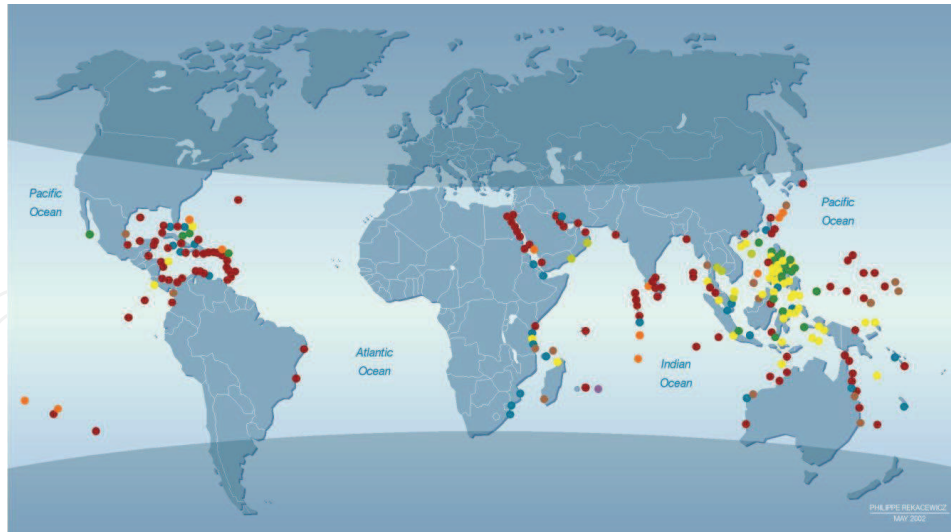 Pacific
Ocean
Pacific
Ocean
Atlantic
Ocean
Indian
Ocean
PHILIPPE REKACEWICZ
MAY 2002